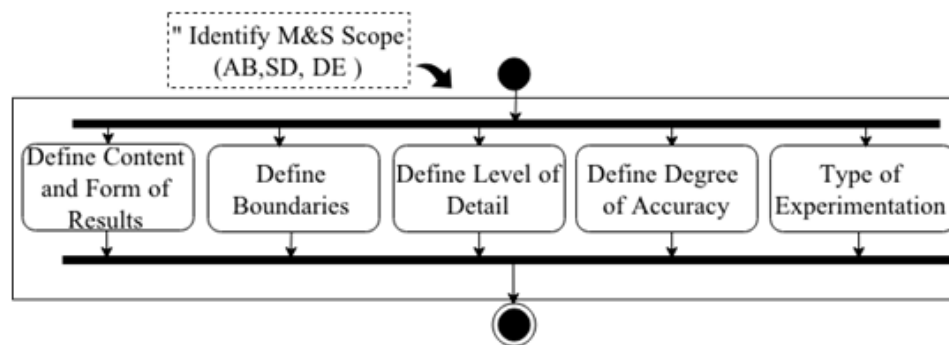 " Identify M&S Scope
(AB,SD, DE )
Define Content
and Form of
Results
Define
Boundaries
Define Level of
Detail
Define Degree
of Accuracy
Type of
Experimentation